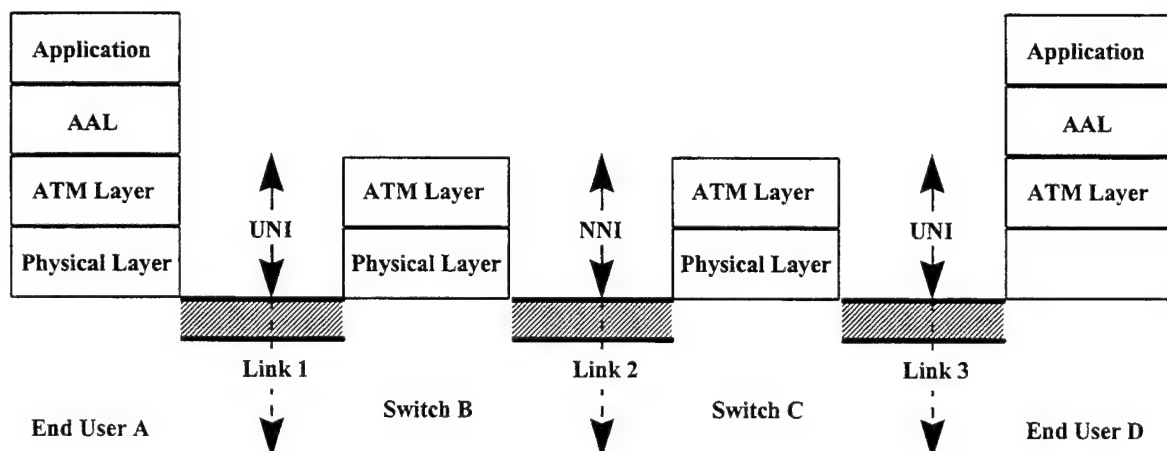 Application
AAL
ATM Layer
Physical Layer
UNI
ATM Layer
Physical Layer
NNI
ATM Layer
Physical Layer
UNI
Application
AAL
ATM Layer
Link 1
Link 2
Link 3
End User A
Switch B
Switch C
End User D